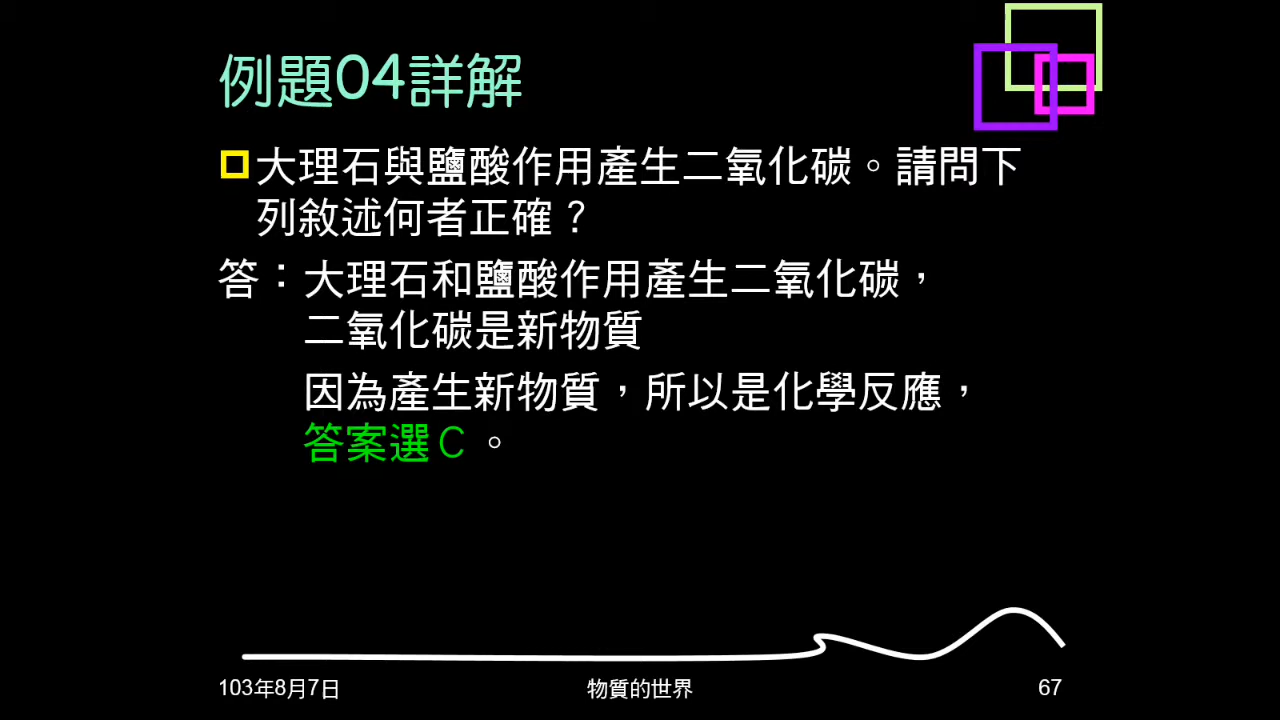 例題04詳解
大理石與鹽酸作用產生二氧化碳。請問下
列敘述何者正確？
答：大理石和鹽酸作用產生二氧化碳，
二氧化碳是新物質
因為產生新物質，所以是化學反應，
答案選C。
103年8月7日
物質的世界
67